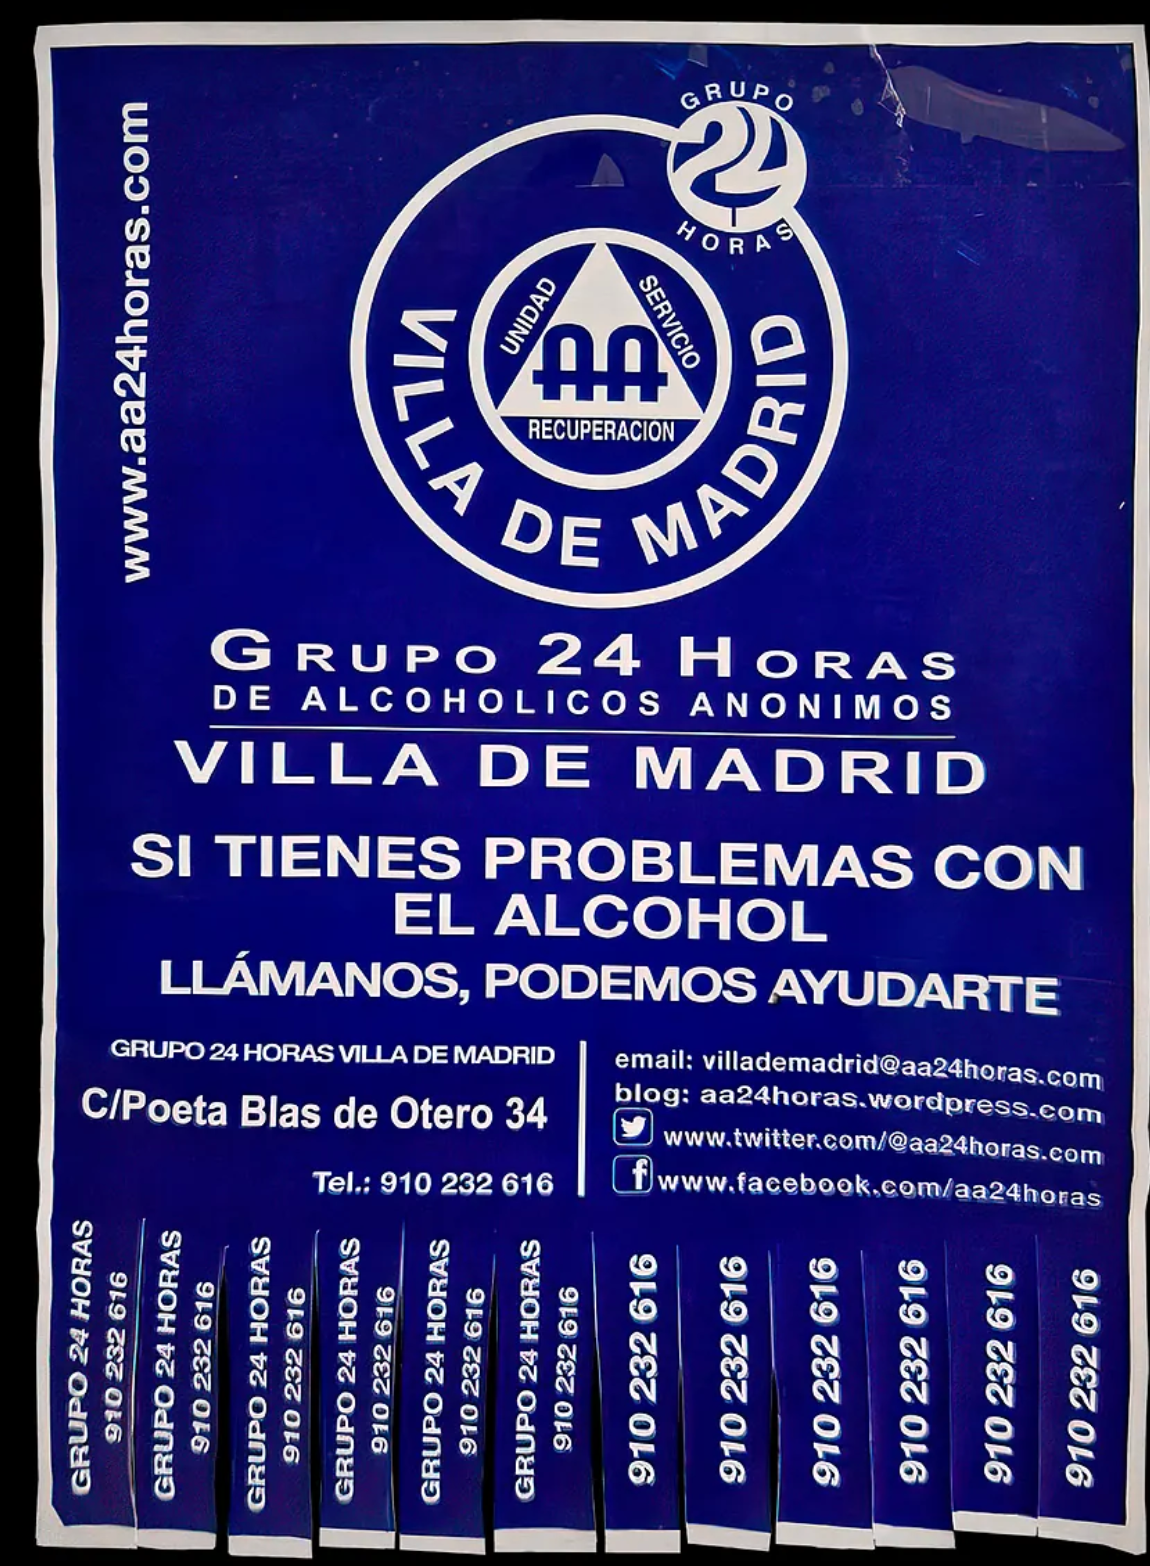 www.aa24horas.com
GRUPO
24
HORAS
UNIDAD
SERVICIO
AA
RECUPERACION
VILLA DE MADRID
GRUPO 24 HORAS
DE ALCOHOLICOS ANONIMOS
VILLA DE MADRID
SI TIENES PROBLEMAS CON
EL ALCOHOL
LLÁMANOS, PODEMOS AYUDARTE
GRUPO 24 HORAS VILLA DE MADRID
C/Poeta Blas de Otero 34
Tel.: 910 232 616
email: villademadrid@aa24horas.com
blog: aa24horas.wordpress.com
www.twitter.com/@aa24horas.com
f www.facebook.com/aa24horas
GRUPO 24 HORAS
910 232 616
GRUPO 24 HORAS
910 232 616
GRUPO 24 HORAS
910 232 616
GRUPO 24 HORAS
910 232 616
GRUPO 24 HORAS
910 232 616
GRUPO 24 HORAS
910 232 616
910 232 616
910 232 616
910 232 616
910 232 616
910 232 616
910 232 616